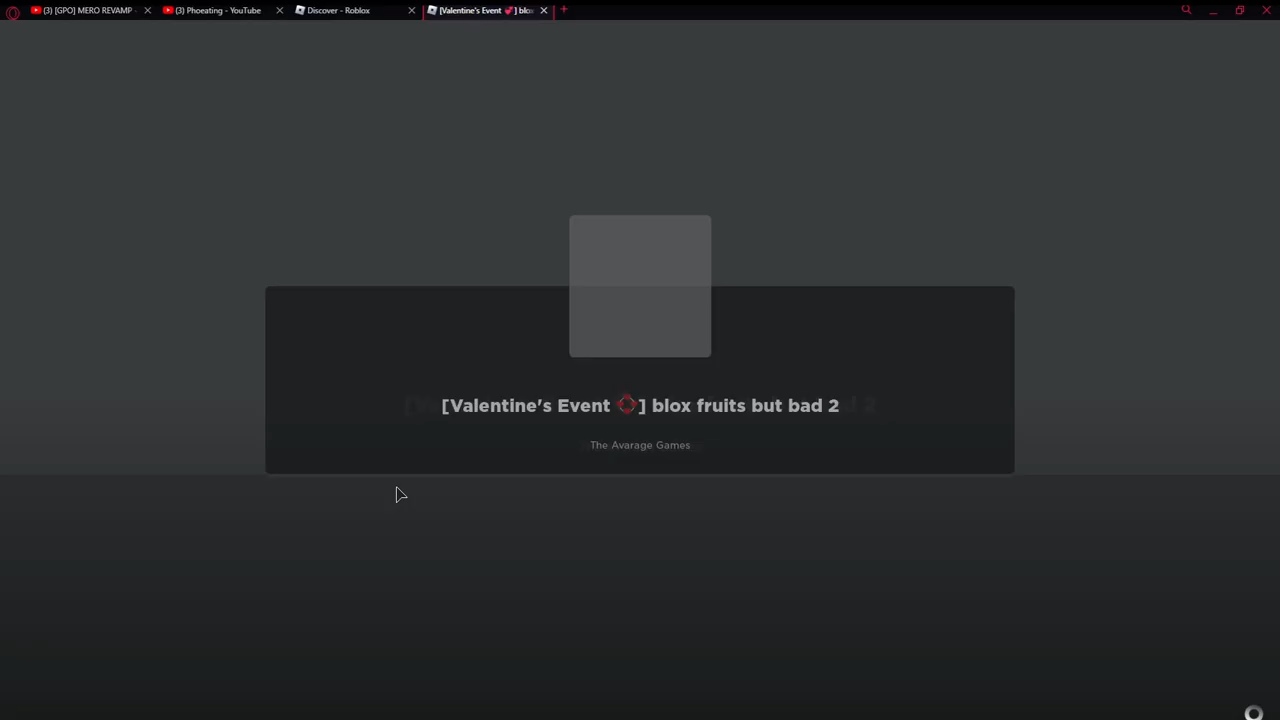 (3) [GPO] MERO REVAMP -
(3) Phoeating - YouTube
Discover - Roblox
[Valentine's Event 💕] blox
[Valentine's Event ] blox fruits but bad 2
The Avarage Games